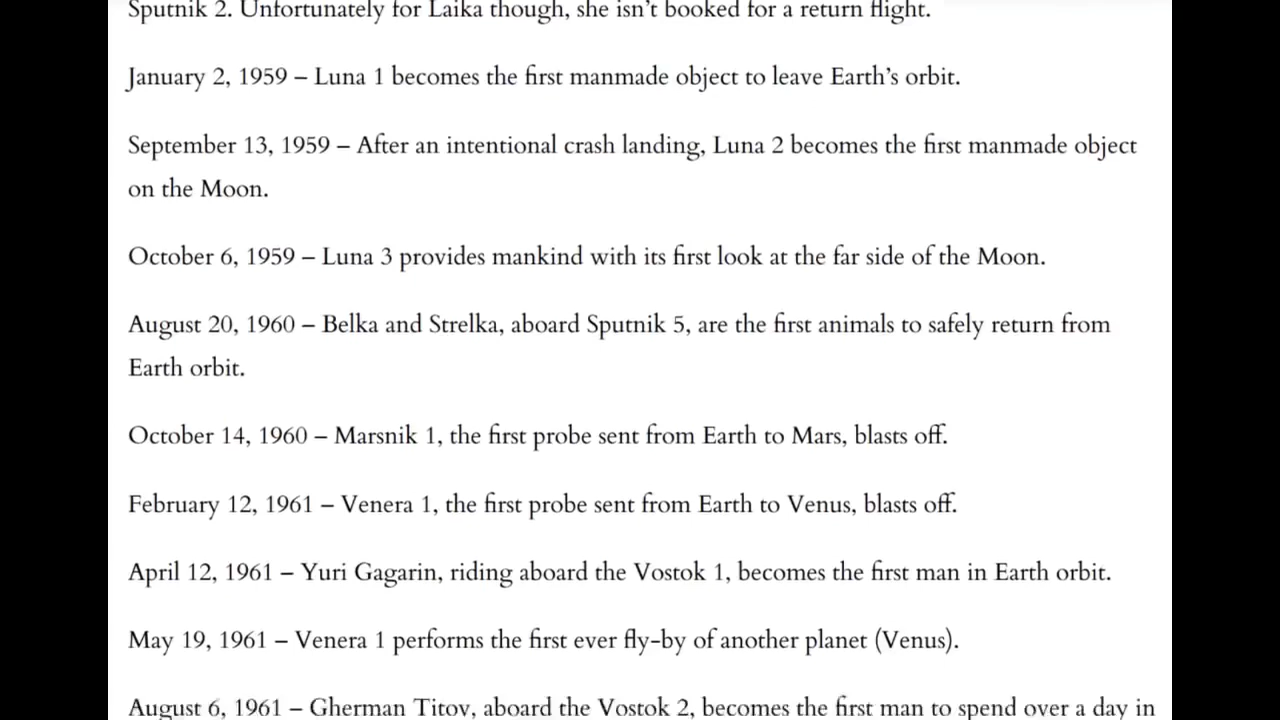 Sputnik 2. Unfortunately for Laika though, she isn't booked for a return flight.
January 2, 1959 – Luna 1 becomes the first manmade object to leave Earth's orbit.
September 13, 1959 – After an intentional crash landing, Luna 2 becomes the first manmade object
on the Moon.
October 6, 1959 – Luna 3 provides mankind with its first look at the far side of the Moon.
August 20, 1960 – Belka and Strelka, aboard Sputnik 5, are the first animals to safely return from
Earth orbit.
October 14, 1960 – Marsnik 1, the first probe sent from Earth to Mars, blasts off.
February 12, 1961 – Venera 1, the first probe sent from Earth to Venus, blasts off.
April 12, 1961 – Yuri Gagarin, riding aboard the Vostok 1, becomes the first man in Earth orbit.
May 19, 1961 – Venera 1 performs the first ever fly-by of another planet (Venus).
August 6, 1961 – Gherman Titov, aboard the Vostok 2, becomes the first man to spend over a day in